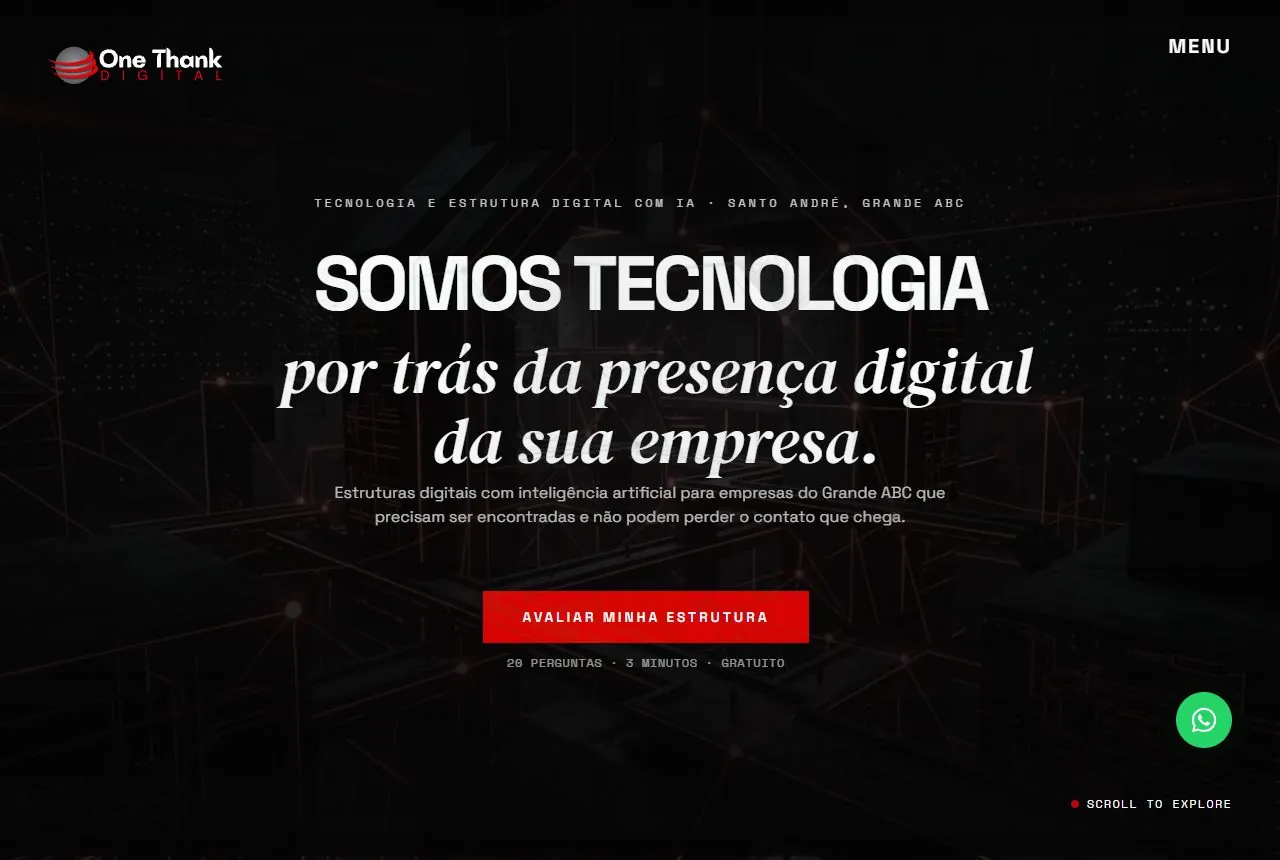 One Thank
DIGITAL
MENU
TECNOLOGIA E ESTRUTURA DIGITAL COM IA · SANTO ANDRÉ, GRANDE ABC
SOMOS TECNOLOGIA
por trás da presença digital
da sua empresa.
Estruturas digitais com inteligência artificial para empresas do Grande ABC que
precisam ser encontradas e não podem perder o contato que chega.
AVALIAR MINHA ESTRUTURA
20 PERGUNTAS · 3 MINUTOS · GRATUITO
SCROLL TO EXPLORE